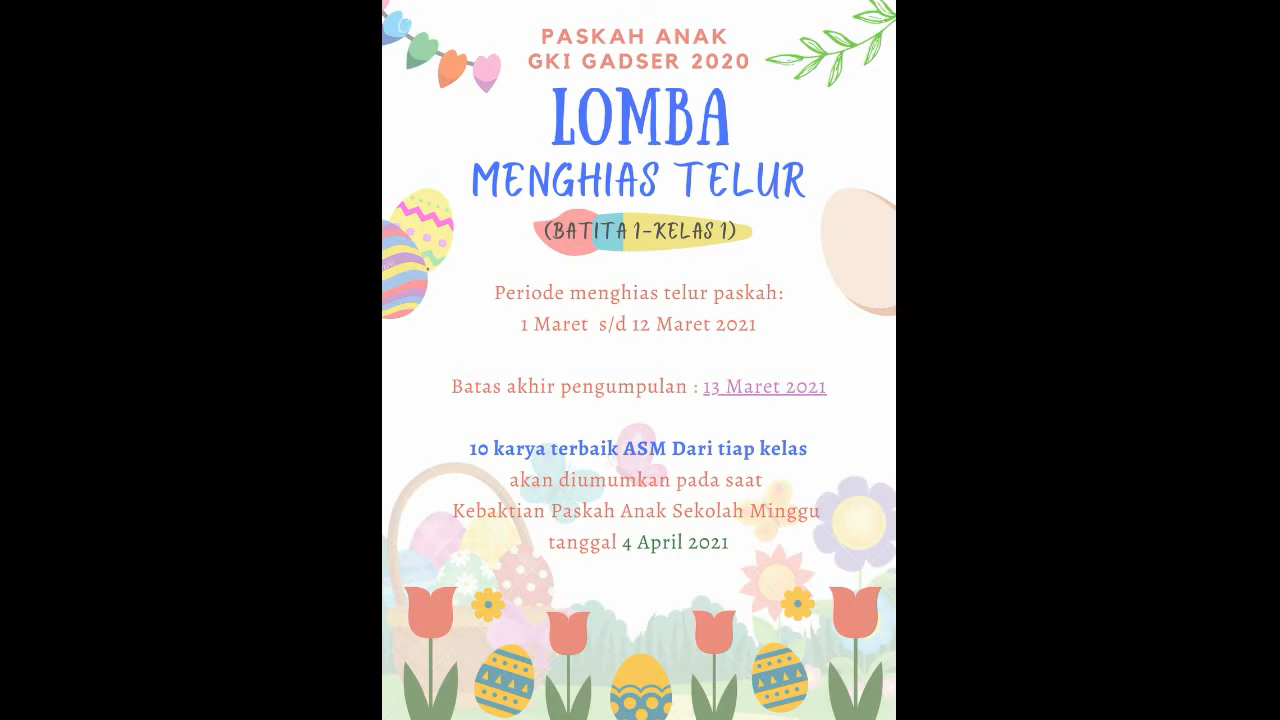 PASKAH ANAK
GKI GADSER 2020
LOMBA
MENGHIAS TELUR
(BATITA 1-KELAS 1)
Periode menghias telur paskah:
1 Maret s/d 12 Maret 2021
Batas akhir pengumpulan : 13 Maret 2021
10 karya terbaik ASM Dari tiap kelas
akan diumumkan pada saat
Kebaktian Paskah Anak Sekolah Minggu
tanggal 4 April 2021